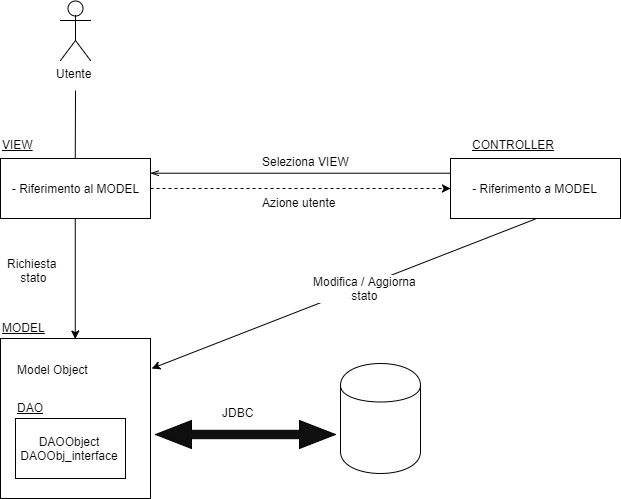 Utente
VIEW
CONTROLLER
Seleziona VIEW
- Riferimento al MODEL
- Riferimento a MODEL
Azione utente
Richiesta
stato
Modifica / Aggiorna
stato
MODEL
Model Object
DAO
JDBC
DAOObject
DAOObj_interface